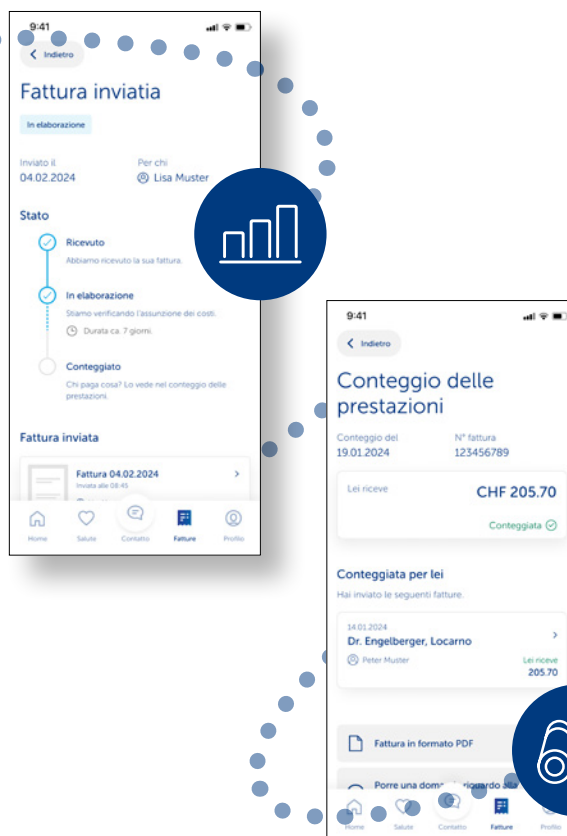 9:41
Indietro
Fattura inviatia
In elaborazione
Inviato il
Per chi
04.02.2024
Lisa Muster
Stato
Ricevuto
Abbiamo ricevuto la sua fattura.
In elaborazione
Stiamo verificando l'assunzione dei costi.
Durata ca. 7 giorni.
Conteggiato
Chi paga cosa? Lo vede nel conteggio delle
prestazioni.
Fattura inviata
Fattura 04.02.2024
Inviata alle 08:45
Home
Salute
Contatto
Fatture
Profilo
9:41
Indietro
Conteggio delle
prestazioni
Conteggio del
N° fattura
19.01.2024
123456789
Lei riceve
CHF 205.70
Conteggiata
Conteggiata per lei
Hai inviato le seguenti fatture.
14.01.2024
Dr. Engelberger, Locarno
Peter Muster
Lei riceve
205.70
Fattura in formato PDF
Porre una
alla
Home
Salute
Contatto
Fatture
Profilo